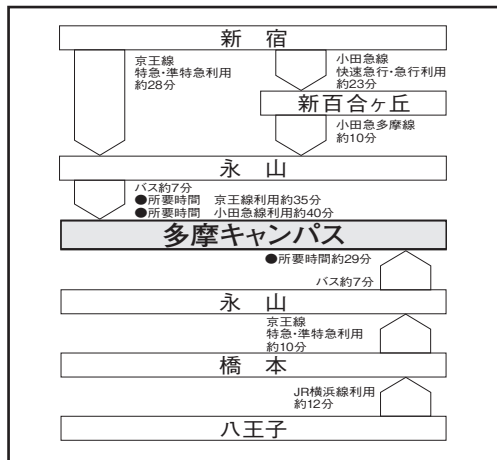 新 宿
京王線
特急・準特急利用
約28分
小田急線
快速急行・急行利用
約23分
新百合ヶ丘
小田急多摩線
約10分
永 山
バス約7分
●所要時間 京王線利用約35分
●所要時間 小田急線利用約40分
多摩キャンパス
●所要時間約29分
バス約7分
永 山
京王線
特急・準特急利用
約10分
橋 本
JR横浜線利用
約12分
八王子